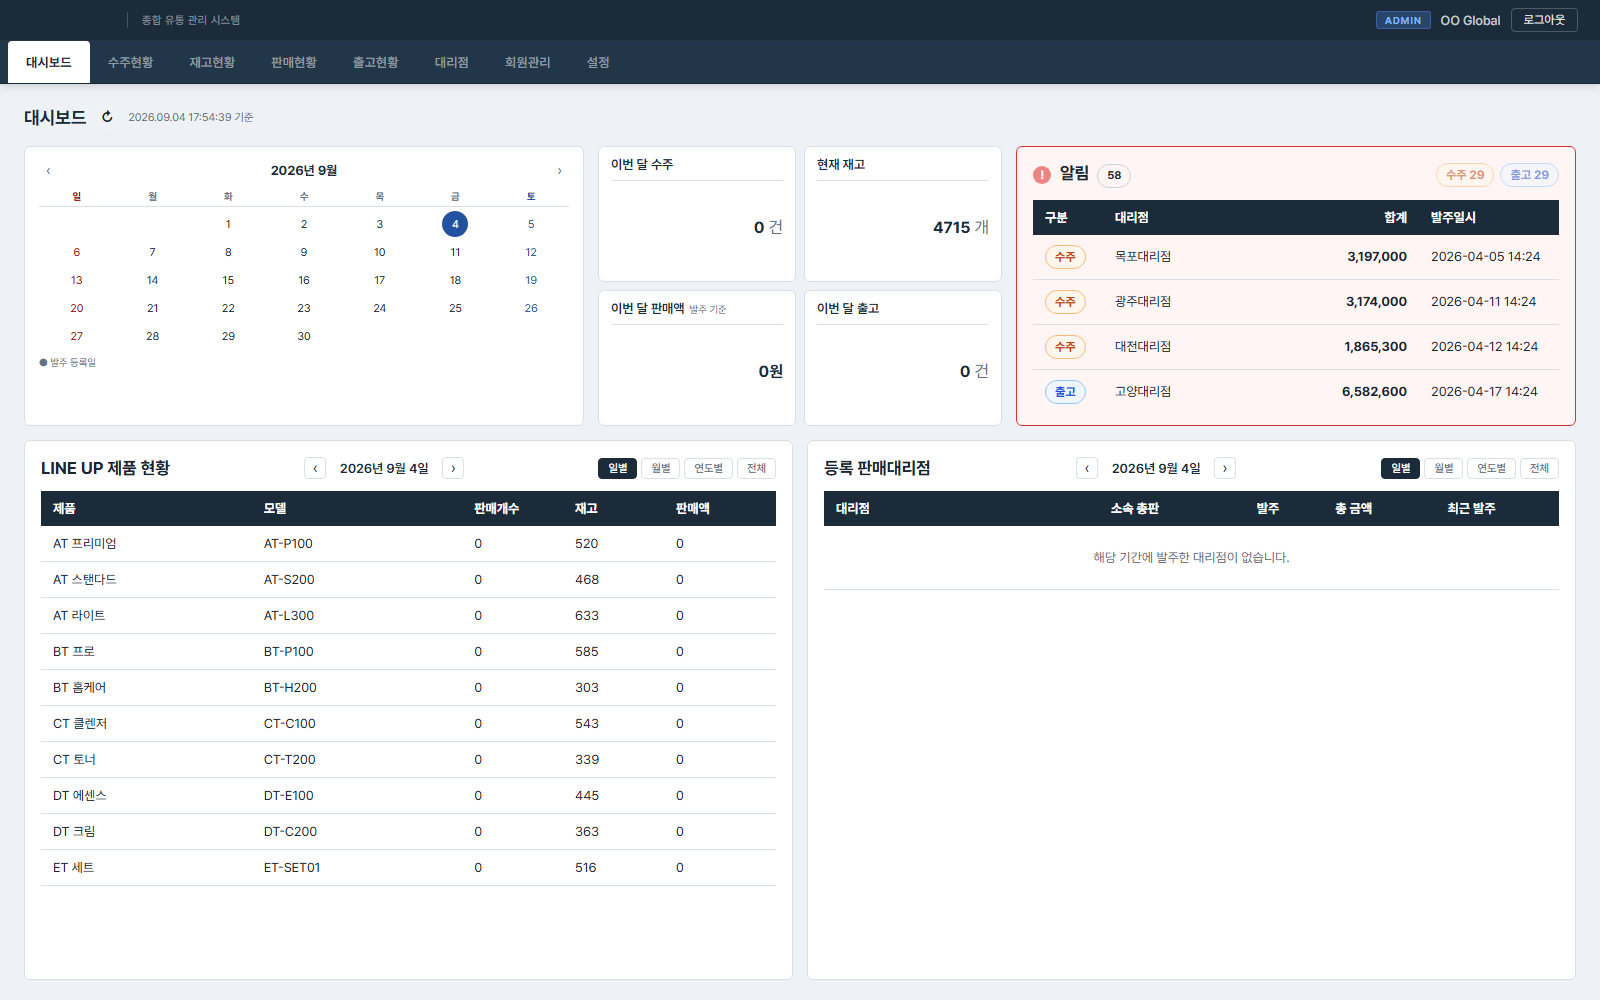 종합 유통 관리 시스템
ADMIN OO Global 로그아웃
대시보드 수주현황 재고현황 판매현황 출고현황 대리점 회원관리 설정
대시보드 ↻ 2026.09.04 17:54:39 기준
‹ 2026년 9월 ›
일 월 화 수 목 금 토
1 2 3 4 5
6 7 8 9 10 11 12
13 14 15 16 17 18 19
20 21 22 23 24 25 26
27 28 29 30
● 발주 등록일
이번 달 수주
0 건
현재 재고
4715 개
이번 달 판매액 발주 기준
0원
이번 달 출고
0 건
! 알림 58 수주 29 출고 29
구분 대리점 합계 발주일시
수주 목포대리점 3,197,000 2026-04-05 14:24
수주 광주대리점 3,174,000 2026-04-11 14:24
수주 대전대리점 1,865,300 2026-04-12 14:24
출고 고양대리점 6,582,600 2026-04-17 14:24
LINE UP 제품 현황 ‹ 2026년 9월 4일 › 일별 월별 연도별 전체
제품 모델 판매개수 재고 판매액
AT 프리미엄 AT-P100 0 520 0
AT 스탠다드 AT-S200 0 468 0
AT 라이트 AT-L300 0 633 0
BT 프로 BT-P100 0 585 0
BT 홈케어 BT-H200 0 303 0
CT 클렌저 CT-C100 0 543 0
CT 토너 CT-T200 0 339 0
DT 에센스 DT-E100 0 445 0
DT 크림 DT-C200 0 363 0
ET 세트 ET-SET01 0 516 0
등록 판매대리점 ‹ 2026년 9월 4일 › 일별 월별 연도별 전체
대리점 소속 총판 발주 총 금액 최근 발주
해당 기간에 발주한 대리점이 없습니다.